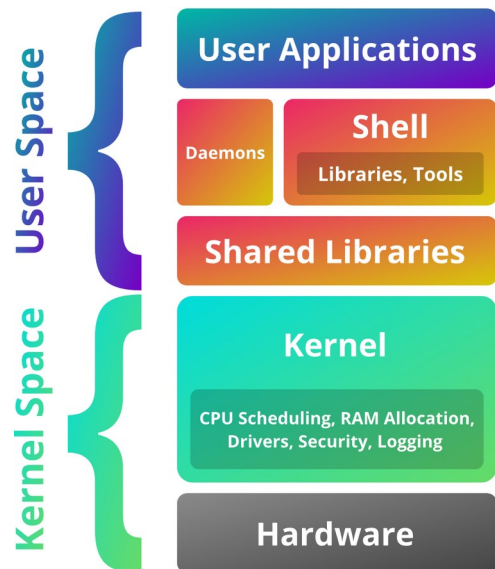 User Space
User Applications
Daemons
Shell
Libraries, Tools
Shared Libraries
Kernel Space
Kernel
CPU Scheduling, RAM Allocation,
Drivers, Security, Logging
Hardware